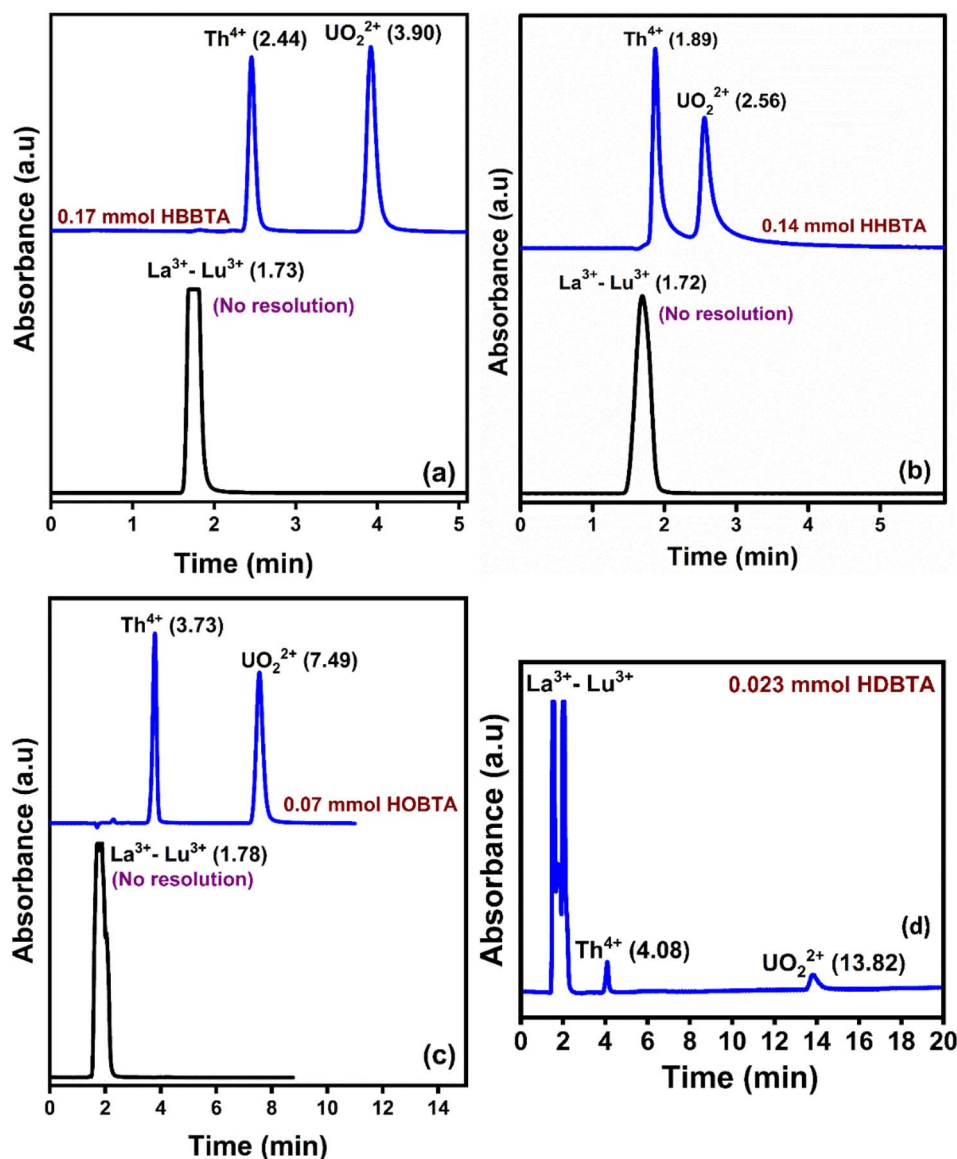 Absorbance (a.u)
Th⁴⁺ (2.44)
UO₂²⁺ (3.90)
0.17 mmol HBBTA
La³⁺- Lu³⁺ (1.73)
(No resolution)
(a)
0 1 2 3 4 5
Time (min)
Absorbance (a.u)
Th⁴⁺ (1.89)
UO₂²⁺ (2.56)
0.14 mmol HHBTA
La³⁺- Lu³⁺ (1.72)
(No resolution)
(b)
0 1 2 3 4 5
Time (min)
Absorbance (a.u)
Th⁴⁺ (3.73)
UO₂²⁺ (7.49)
0.07 mmol HOBTA
La³⁺- Lu³⁺ (1.78)
(No resolution)
(c)
0 2 4 6 8 10 12 14
Time (min)
Absorbance (a.u)
La³⁺- Lu³⁺
0.023 mmol HDBTA
(d)
Th⁴⁺ (4.08)
UO₂²⁺ (13.82)
0 2 4 6 8 10 12 14 16 18 20
Time (min)